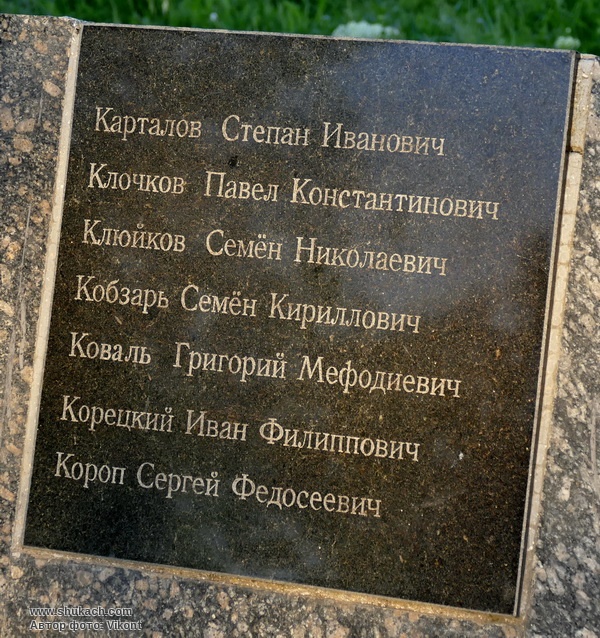 Карталов Степан Иванович
Клочков Павел Константинович
Клюйков Семён Николаевич
Кобзарь Семён Кириллович
Коваль Григорий Мефодиевич
Корецкий Иван Филиппович
Короп Сергей Федосеевич
www.shukach.com
Автор фото: Vikont